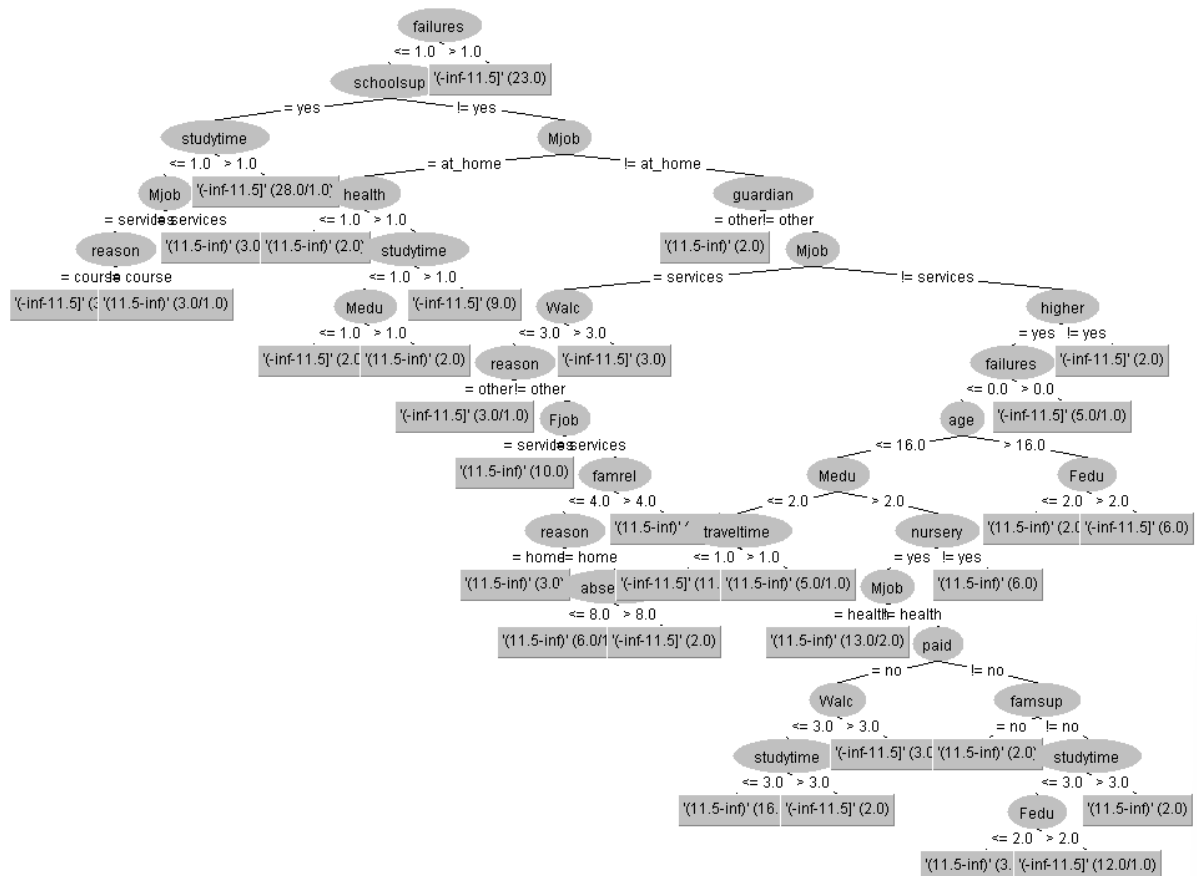 failures
<= 1.0 > 1.0
schoolsup '(-inf-11.5]' (23.0)
= yes != yes
studytime Mjob
<= 1.0 > 1.0 = at_home != at_home
Mjob '(-inf-11.5]' (28.0/1.0) health guardian
= services != services <= 1.0 > 1.0 = other != other
reason '(11.5-inf)' (3.0 '(11.5-inf)' (2.0) studytime '(11.5-inf)' (2.0) Mjob
= course != course <= 1.0 > 1.0 = services != services
'(-inf-11.5]' (3 '(11.5-inf)' (3.0/1.0) Medu '(-inf-11.5]' (9.0) Walc higher
<= 1.0 > 1.0 <= 3.0 > 3.0 = yes != yes
'(-inf-11.5]' (2.0 '(11.5-inf)' (2.0) reason '(-inf-11.5]' (3.0) failures '(-inf-11.5]' (2.0)
= other != other <= 0.0 > 0.0
'(-inf-11.5]' (3.0/1.0) Fjob age '(-inf-11.5]' (5.0/1.0)
= services != services <= 16.0 > 16.0
'(11.5-inf)' (10.0) famrel Medu Fedu
<= 4.0 > 4.0 <= 2.0 > 2.0 <= 2.0 > 2.0
reason '(11.5-inf)' traveltime nursery '(11.5-inf)' (2.0 '(-inf-11.5]' (6.0)
= home != home <= 1.0 > 1.0 = yes != yes
'(11.5-inf)' (3.0) abse '(-inf-11.5]' (11. '(11.5-inf)' (5.0/1.0) Mjob '(11.5-inf)' (6.0)
<= 8.0 > 8.0 = health != health
'(11.5-inf)' (6.0/1 '(-inf-11.5]' (2.0) '(11.5-inf)' (13.0/2.0) paid
= no != no
Walc famsup
<= 3.0 > 3.0 = no != no
studytime '(-inf-11.5]' (3.0 '(11.5-inf)' (2.0) studytime
<= 3.0 > 3.0 <= 3.0 > 3.0
'(11.5-inf)' (16. '(-inf-11.5]' (2.0) Fedu '(11.5-inf)' (2.0)
<= 2.0 > 2.0
'(11.5-inf)' (3. '(-inf-11.5]' (12.0/1.0)